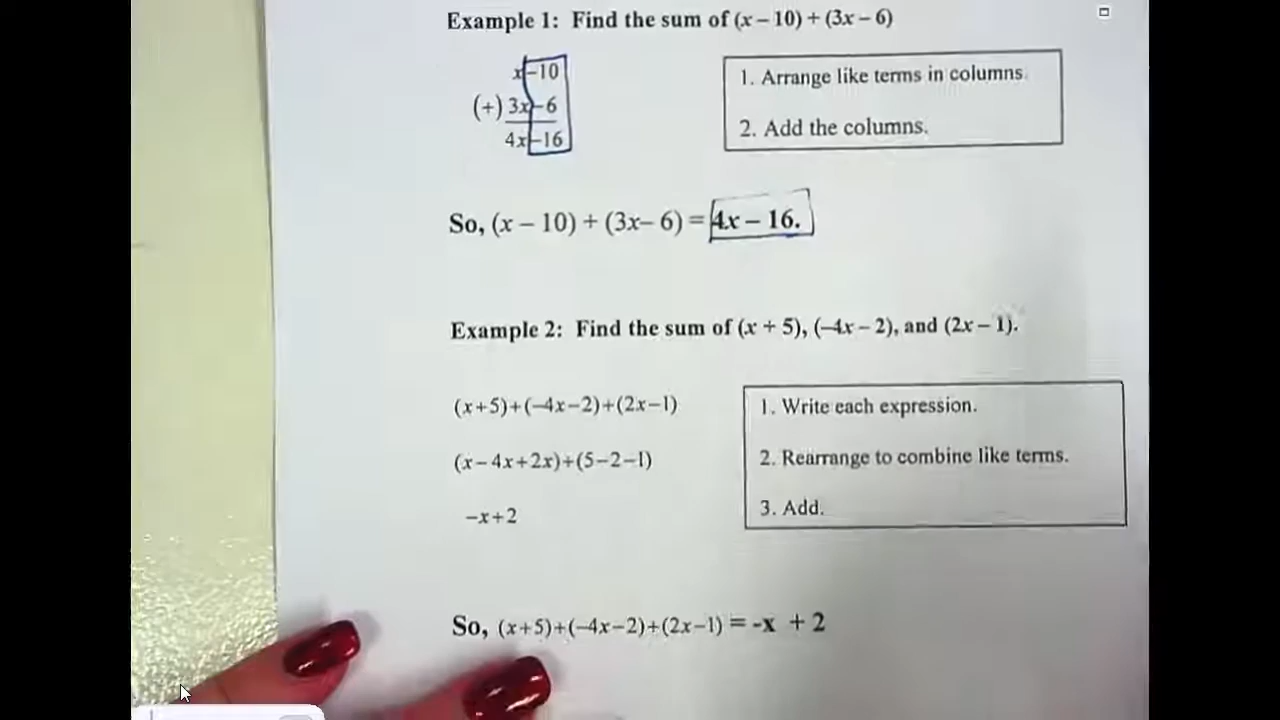 Example 1: Find the sum of (x – 10) + (3x – 6)
x –10
(+) 3x –6
4x –16
1. Arrange like terms in columns.
2. Add the columns.
So, (x – 10) + (3x– 6) = 4x – 16.
Example 2: Find the sum of (x + 5), (–4x – 2), and (2x – 1).
(x+5)+(–4x–2)+(2x–1)
(x–4x+2x)+(5–2–1)
–x+2
1. Write each expression.
2. Rearrange to combine like terms.
3. Add.
So, (x+5)+(–4x–2)+(2x–1) = -x + 2